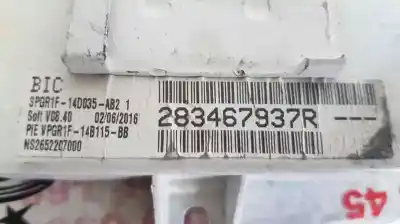 BIC
SPGR1F-14D035-AB2 1
Soft V08.40 02/06/2016
PIE VPGR1F-14B115-BB
NS2652207000
283467937R ---
45